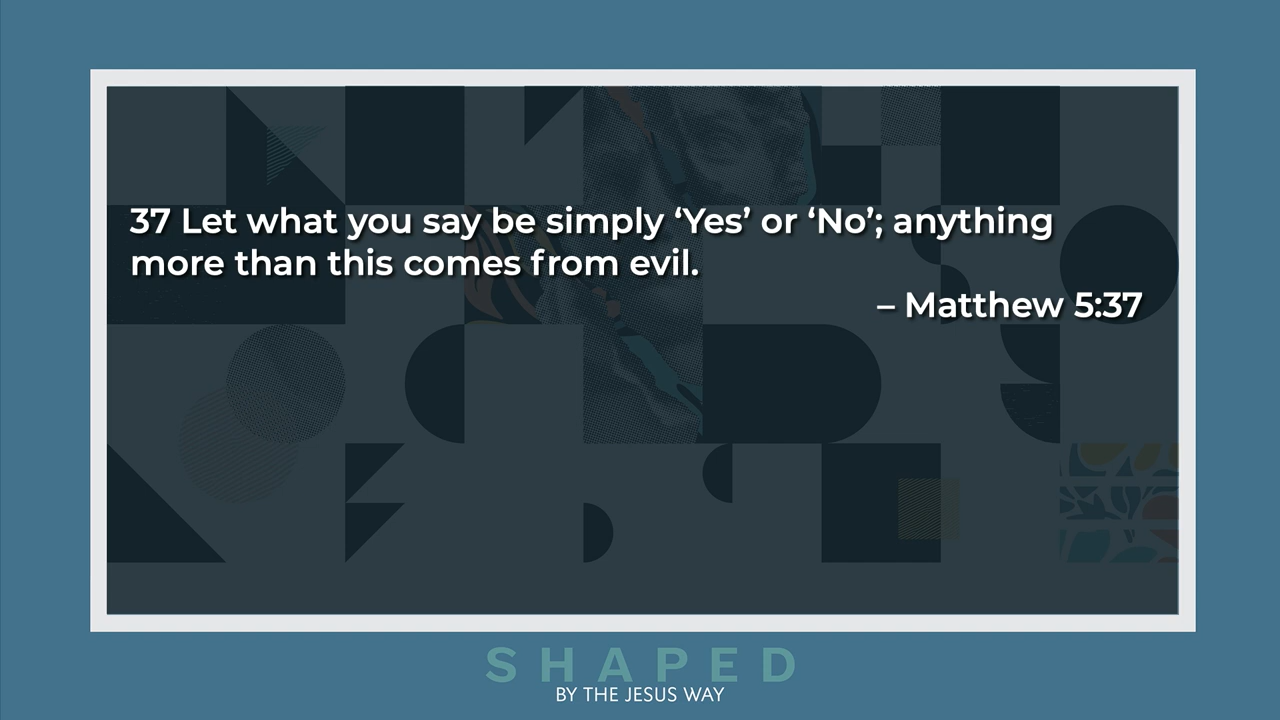 37 Let what you say be simply ‘Yes’ or ‘No’; anything
more than this comes from evil.
– Matthew 5:37
SHAPED
BY THE JESUS WAY